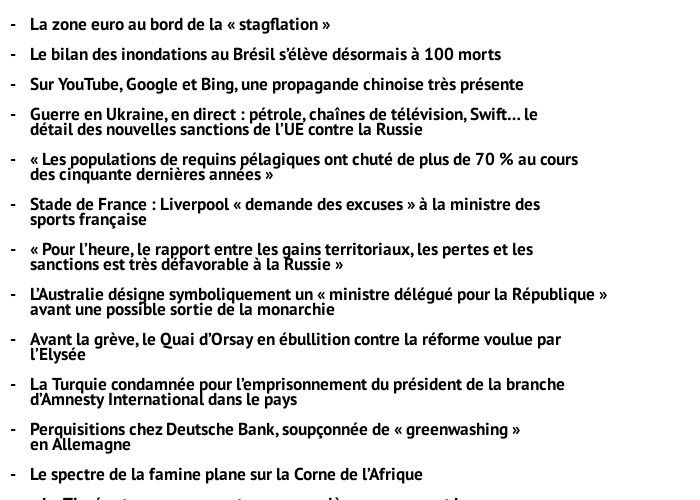 - La zone euro au bord de la « stagflation »
- Le bilan des inondations au Brésil s’élève désormais à 100 morts
- Sur YouTube, Google et Bing, une propagande chinoise très présente
- Guerre en Ukraine, en direct : pétrole, chaînes de télévision, Swift… le
détail des nouvelles sanctions de l’UE contre la Russie
- « Les populations de requins pélagiques ont chuté de plus de 70 % au cours
des cinquante dernières années »
- Stade de France : Liverpool « demande des excuses » à la ministre des
sports française
- « Pour l’heure, le rapport entre les gains territoriaux, les pertes et les
sanctions est très défavorable à la Russie »
- L’Australie désigne symboliquement un « ministre délégué pour la République »
avant une possible sortie de la monarchie
- Avant la grève, le Quai d’Orsay en ébullition contre la réforme voulue par
l’Elysée
- La Turquie condamnée pour l’emprisonnement du président de la branche
d’Amnesty International dans le pays
- Perquisitions chez Deutsche Bank, soupçonnée de « greenwashing »
en Allemagne
- Le spectre de la famine plane sur la Corne de l’Afrique